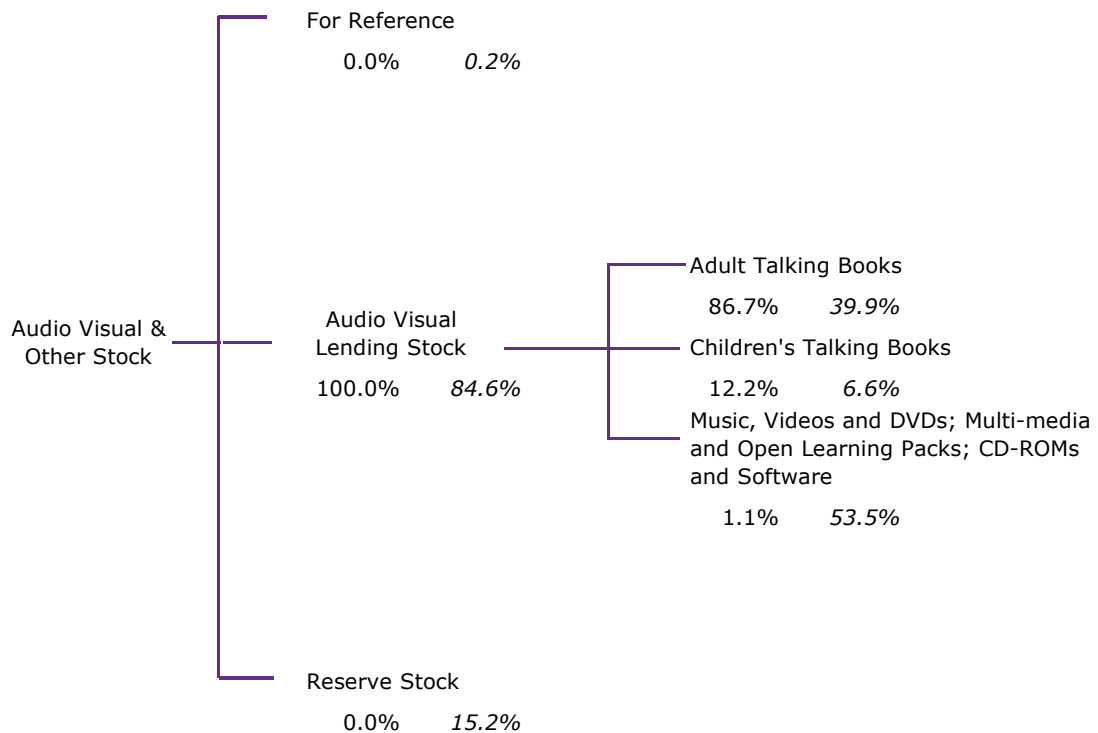 For Reference
0.0% 0.2%
Audio Visual &
Other Stock
Audio Visual
Lending Stock
100.0% 84.6%
Adult Talking Books
86.7% 39.9%
Children's Talking Books
12.2% 6.6%
Music, Videos and DVDs; Multi-media
and Open Learning Packs; CD-ROMs
and Software
1.1% 53.5%
Reserve Stock
0.0% 15.2%